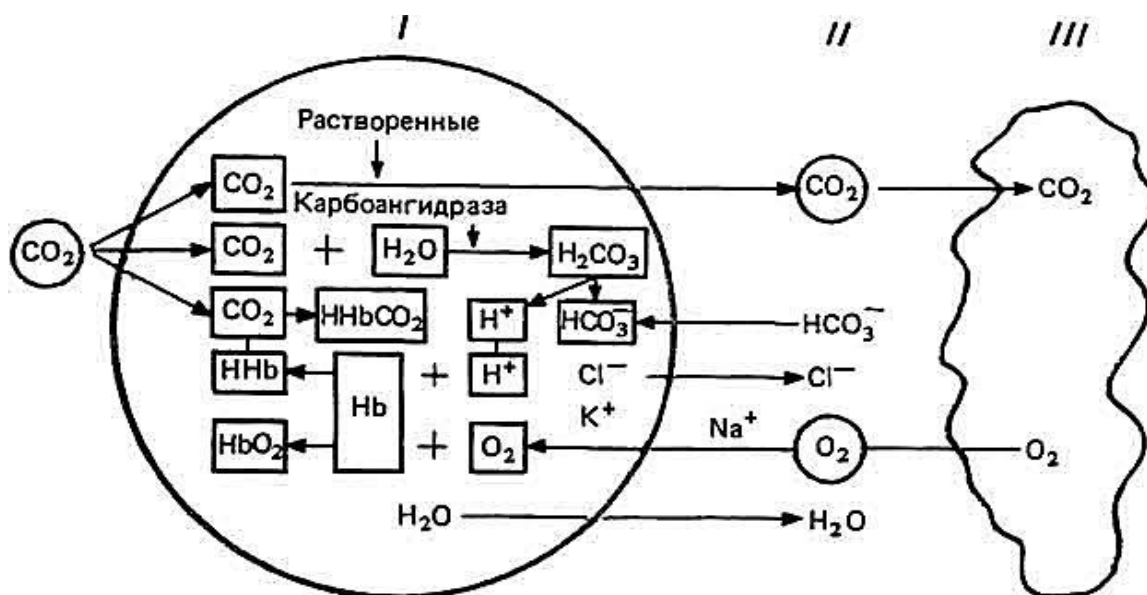 I II III
Растворенные
CO₂ CO₂ CO₂
Карбоангидраза
CO₂ CO₂ + H₂O H₂CO₃
CO₂ HHbCO₂ H⁺ HCO₃⁻ HCO₃⁻
HHb Hb + H⁺ Cl⁻ Cl⁻
K⁺ Na⁺
HbO₂ + O₂ O₂ O₂
H₂O H₂O